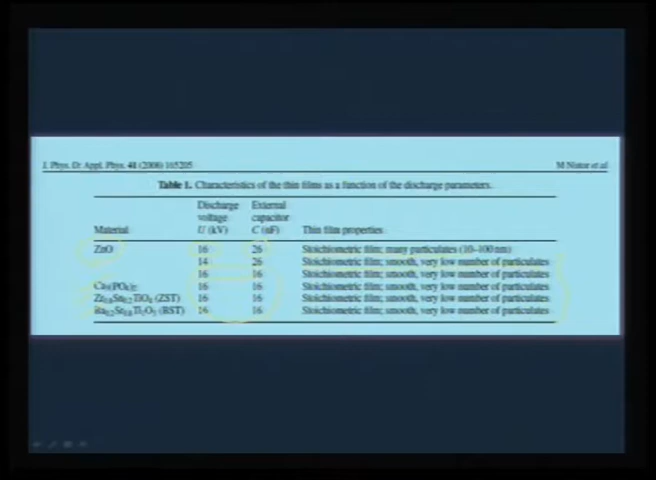 J. Phys. D: Appl. Phys. 41 (2008) 165205 M Nistor et al
Table 1. Characteristics of the thin films as a function of the discharge parameters.
Discharge External
voltage capacitor
Material U (kV) C (nF) Thin film properties
ZnO 16 26 Stoichiometric film; many particulates (10–100 nm)
14 26 Stoichiometric film; smooth, very low number of particulates
16 16 Stoichiometric film; smooth, very low number of particulates
16 16 Stoichiometric film; smooth, very low number of particulates
(ZST) 16 16 Stoichiometric film; smooth, very low number of particulates
(BST) 16 16 Stoichiometric film; smooth, very low number of particulates